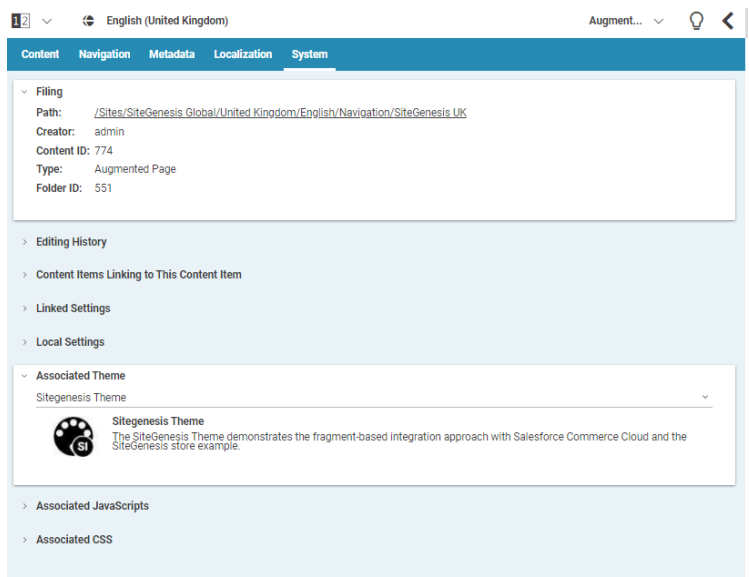 12
English (United Kingdom)
Augment...
Content Navigation Metadata Localization System
Filing
Path: /Sites/SiteGenesis Global/United Kingdom/English/Navigation/SiteGenesis UK
Creator: admin
Content ID: 774
Type: Augmented Page
Folder ID: 551
Editing History
Content Items Linking to This Content Item
Linked Settings
Local Settings
Associated Theme
Sitegenesis Theme
SI
Sitegenesis Theme
The SiteGenesis Theme demonstrates the fragment-based integration approach with Salesforce Commerce Cloud and the
SiteGenesis store example.
Associated JavaScripts
Associated CSS